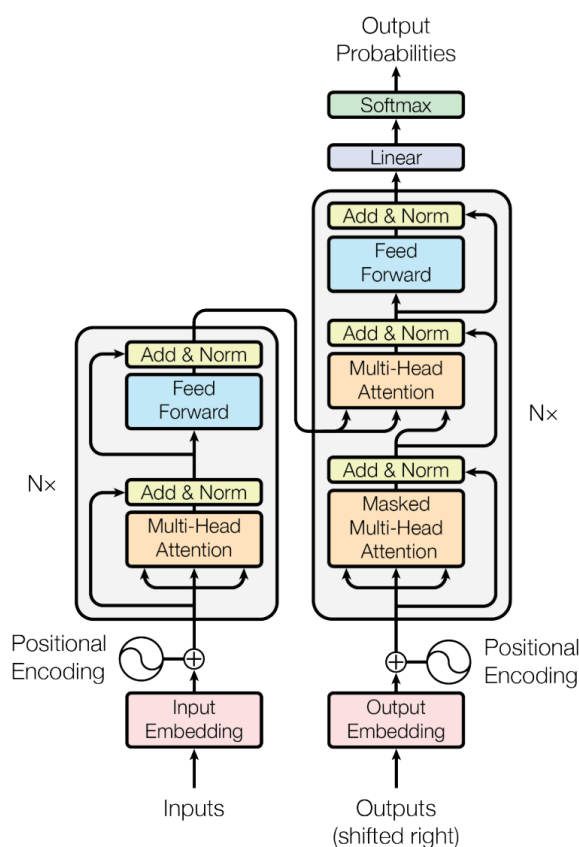 Output
Probabilities
Softmax
Linear
Add & Norm
Feed
Forward
Add & Norm
Multi-Head
Attention
Add & Norm
Masked
Multi-Head
Attention
N×
Add & Norm
Feed
Forward
Add & Norm
Multi-Head
Attention
N×
Positional
Encoding
Positional
Encoding
Input
Embedding
Output
Embedding
Inputs
Outputs
(shifted right)